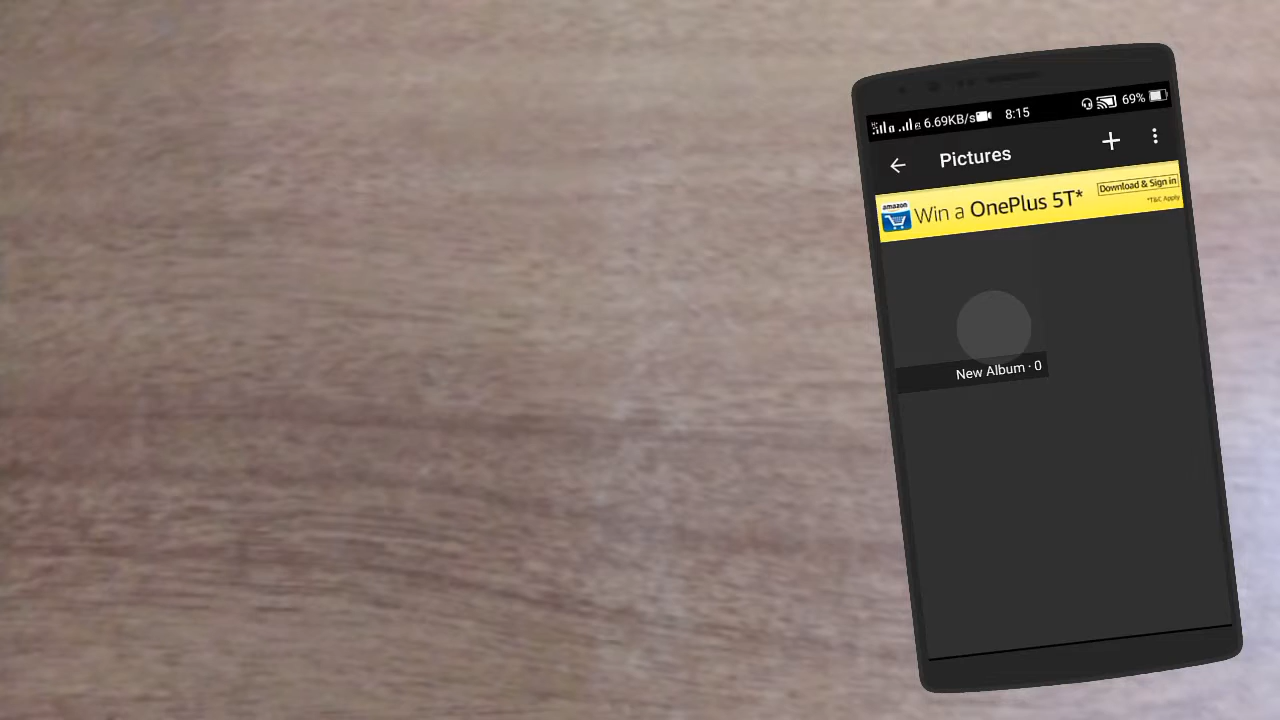 6.69KB/s 8:15 69%
Pictures
amazon
Win a OnePlus 5T*
Download & Sign in
*T&C Apply
New Album · 0